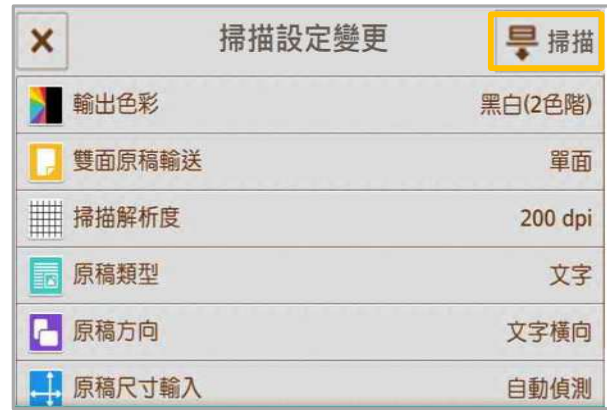 掃描設定變更
掃描
輸出色彩 黑白(2色階)
雙面原稿輸送 單面
掃描解析度 200 dpi
原稿類型 文字
原稿方向 文字橫向
原稿尺寸輸入 自動偵測